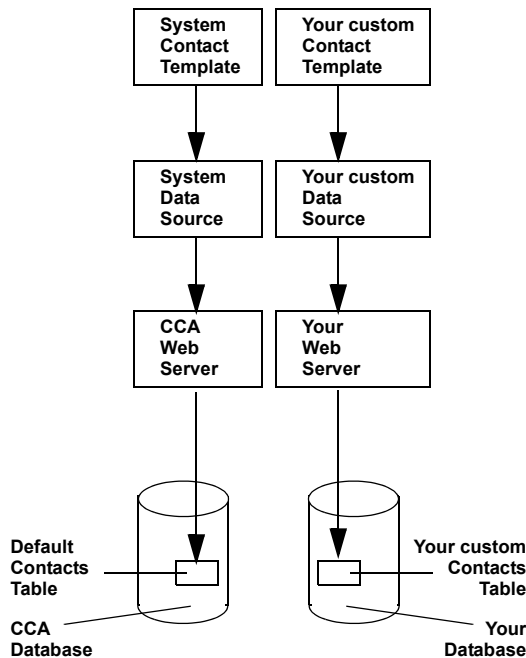 System
Contact
Template
Your custom
Contact
Template
System
Data
Source
Your custom
Data
Source
CCA
Web
Server
Your
Web
Server
Default
Contacts
Table
Your custom
Contacts
Table
CCA
Database
Your
Database